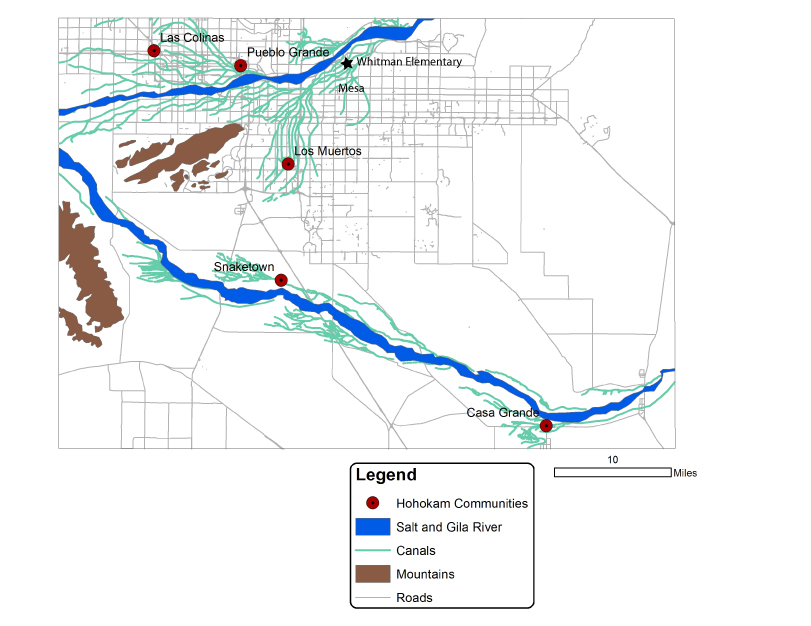 Las Colinas
Pueblo Grande
Whitman Elementary
Mesa
Los Muertos
Snaketown
Casa Grande
10
Miles
Legend
Hohokam Communities
Salt and Gila River
Canals
Mountains
Roads